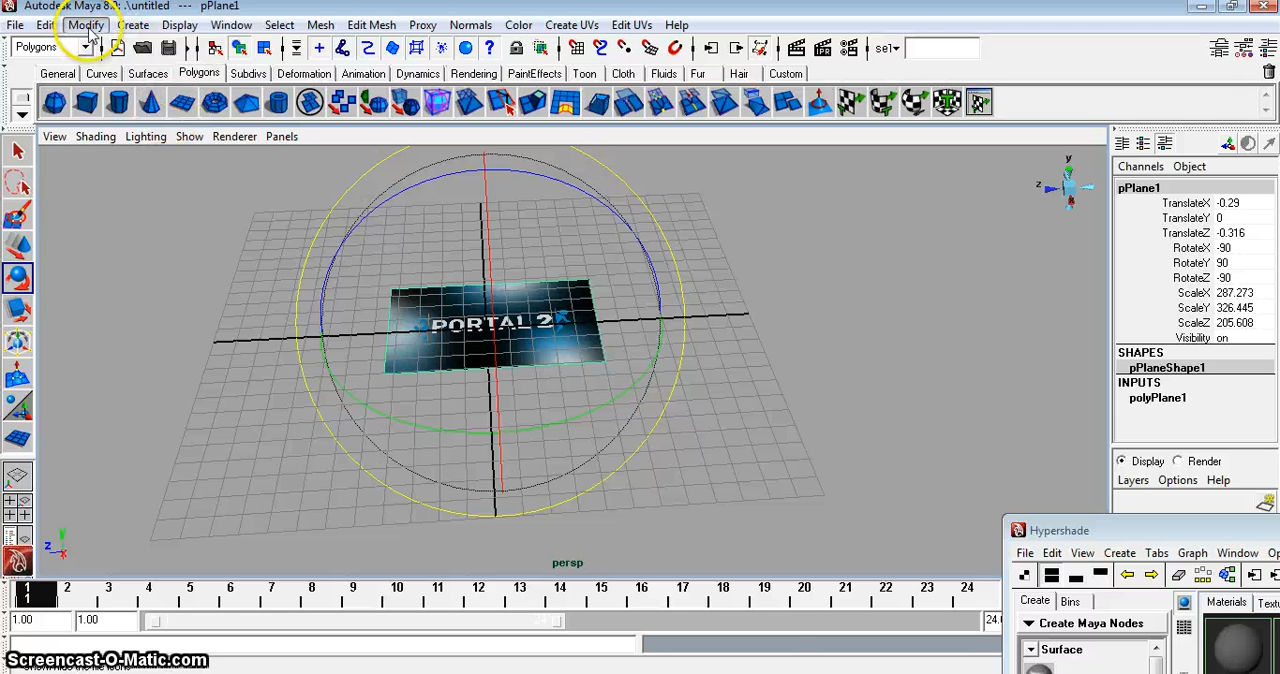 Autodesk Maya 8.0: .\untitled --- pPlane1
File Edit Modify Create Display Window Select Mesh Edit Mesh Proxy Normals Color Create UVs Edit UVs Help
Polygons sel
General Curves Surfaces Polygons Subdivs Deformation Animation Dynamics Rendering PaintEffects Toon Cloth Fluids Fur Hair Custom
View Shading Lighting Show Renderer Panels
Channels Object
pPlane1
TranslateX -0.29
TranslateY 0
TranslateZ -0.316
RotateX -90
RotateY 90
RotateZ -90
ScaleX 287.273
ScaleY 326.445
ScaleZ 205.608
Visibility on
SHAPES
pPlaneShape1
INPUTS
polyPlane1
y
z
PORTAL 2
Display Render
Layers Options Help
y
z x
persp
Hypershade
File Edit View Create Tabs Graph Window
Create Bins Materials
Create Maya Nodes
Surface
1 2 3 4 5 6 7 8 9 10 11 12 13 14 15 16 17 18 19 20 21 22 23 24
1
1.00 1.00 24.
Screencast-O-Matic.com